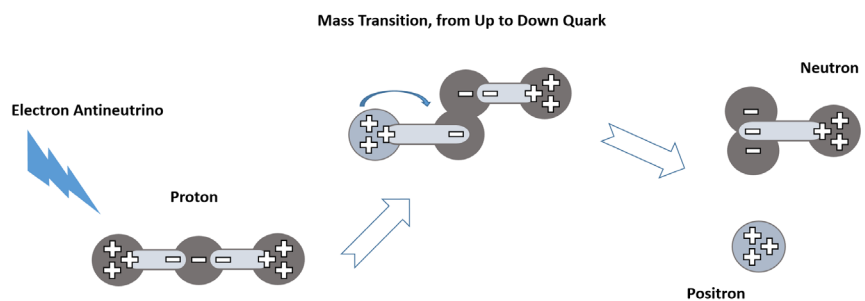 Mass Transition, from Up to Down Quark
Neutron
Electron Antineutrino
Proton
Positron